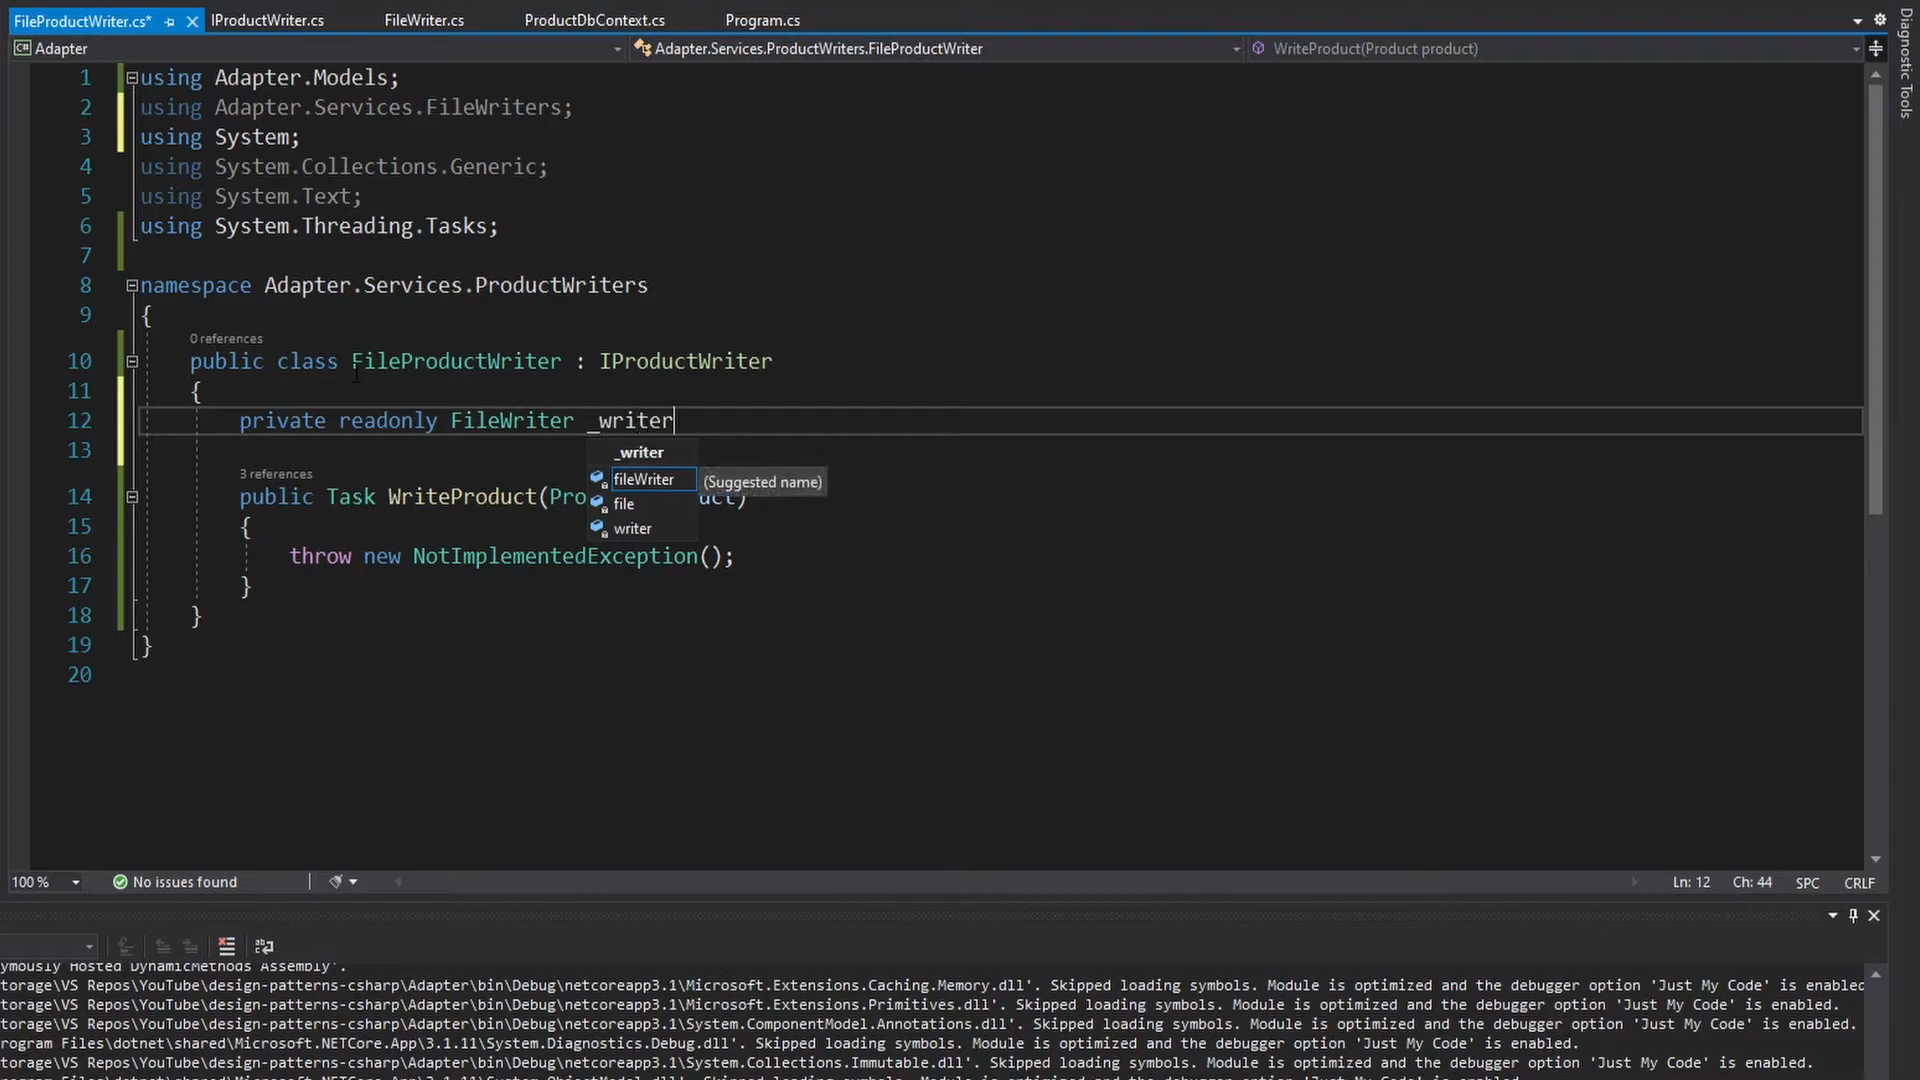 FileProductWriter.cs* IProductWriter.cs FileWriter.cs ProductDbContext.cs Program.cs
C# Adapter Adapter.Services.ProductWriters.FileProductWriter WriteProduct(Product product)
Diagnostic Tools
1 using Adapter.Models;
2 using Adapter.Services.FileWriters;
3 using System;
4 using System.Collections.Generic;
5 using System.Text;
6 using System.Threading.Tasks;
7
8 namespace Adapter.Services.ProductWriters
9 {
0 references
10 public class FileProductWriter : IProductWriter
11 {
12 private readonly FileWriter _writer
13
_writer
fileWriter (Suggested name)
file
writer
3 references
14 public Task WriteProduct(Pro uct)
15 {
16 throw new NotImplementedException();
17 }
18 }
19 }
20
100 % No issues found Ln: 12 Ch: 44 SPC CRLF
ymously Hosted DynamicMethods Assembly'.
torage\VS Repos\YouTube\design-patterns-csharp\Adapter\bin\Debug\netcoreapp3.1\Microsoft.Extensions.Caching.Memory.dll'. Skipped loading symbols. Module is optimized and the debugger option 'Just My Code' is enabled
torage\VS Repos\YouTube\design-patterns-csharp\Adapter\bin\Debug\netcoreapp3.1\Microsoft.Extensions.Primitives.dll'. Skipped loading symbols. Module is optimized and the debugger option 'Just My Code' is enabled.
torage\VS Repos\YouTube\design-patterns-csharp\Adapter\bin\Debug\netcoreapp3.1\System.ComponentModel.Annotations.dll'. Skipped loading symbols. Module is optimized and the debugger option 'Just My Code' is enabled.
rogram Files\dotnet\shared\Microsoft.NETCore.App\3.1.11\System.Diagnostics.Debug.dll'. Skipped loading symbols. Module is optimized and the debugger option 'Just My Code' is enabled.
torage\VS Repos\YouTube\design-patterns-csharp\Adapter\bin\Debug\netcoreapp3.1\System.Collections.Immutable.dll'. Skipped loading symbols. Module is optimized and the debugger option 'Just My Code' is enabled.